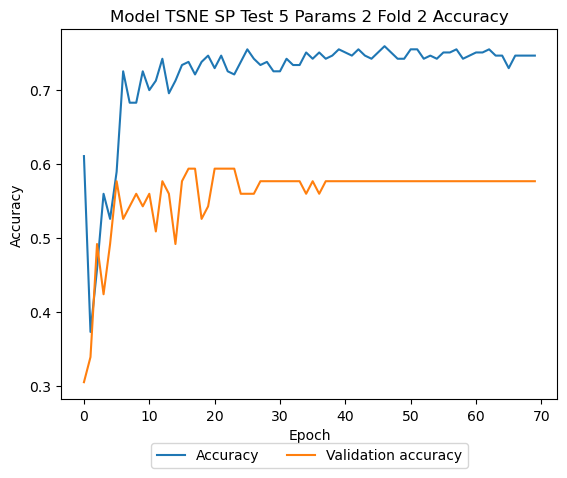 Model TSNE SP Test 5 Params 2 Fold 2 Accuracy
Accuracy
0.7
0.6
0.5
0.4
0.3
0 10 20 30 40 50 60 70
Epoch
Accuracy Validation accuracy